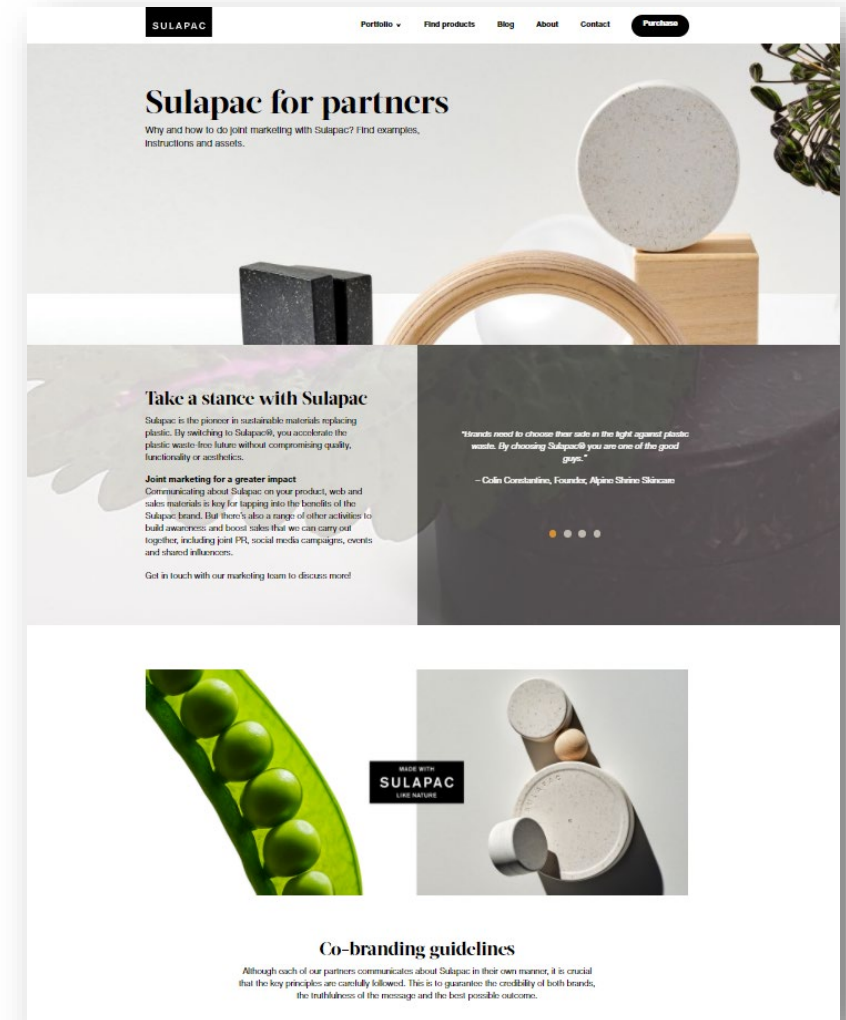 SULAPAC
Portfolio
Find products
Blog
About
Contact
Purchase
Sulapac for partners
Why and how to do joint marketing with Sulapac? Find examples,
instructions and assets.
Take a stance with Sulapac
Sulapac is the pioneer in sustainable materials replacing
plastic. By switching to Sulapac®, you accelerate the
plastic waste-free future without compromising quality,
functionality or aesthetics.
Joint marketing for a greater impact
Communicating about Sulapac on your product, web and
sales materials is key for tapping into the benefits of the
Sulapac brand. But there's also a range of other activities to
build awareness and boost sales that we can carry out
together, including joint PR, social media campaigns, events
and shared influencers.
Get in touch with our marketing team to discuss more!
"Brands need to choose their side in the fight against plastic
waste. By choosing Sulapac® you are one of the good
guys."
– Colin Constantine, Founder, Alpine Shrine Skincare
MADE WITH
SULAPAC
LIKE NATURE
SULAPAC
Co-branding guidelines
Although each of our partners communicates about Sulapac in their own manner, it is crucial
that the key principles are carefully followed. This is to guarantee the credibility of both brands,
the truthfulness of the message and the best possible outcome.